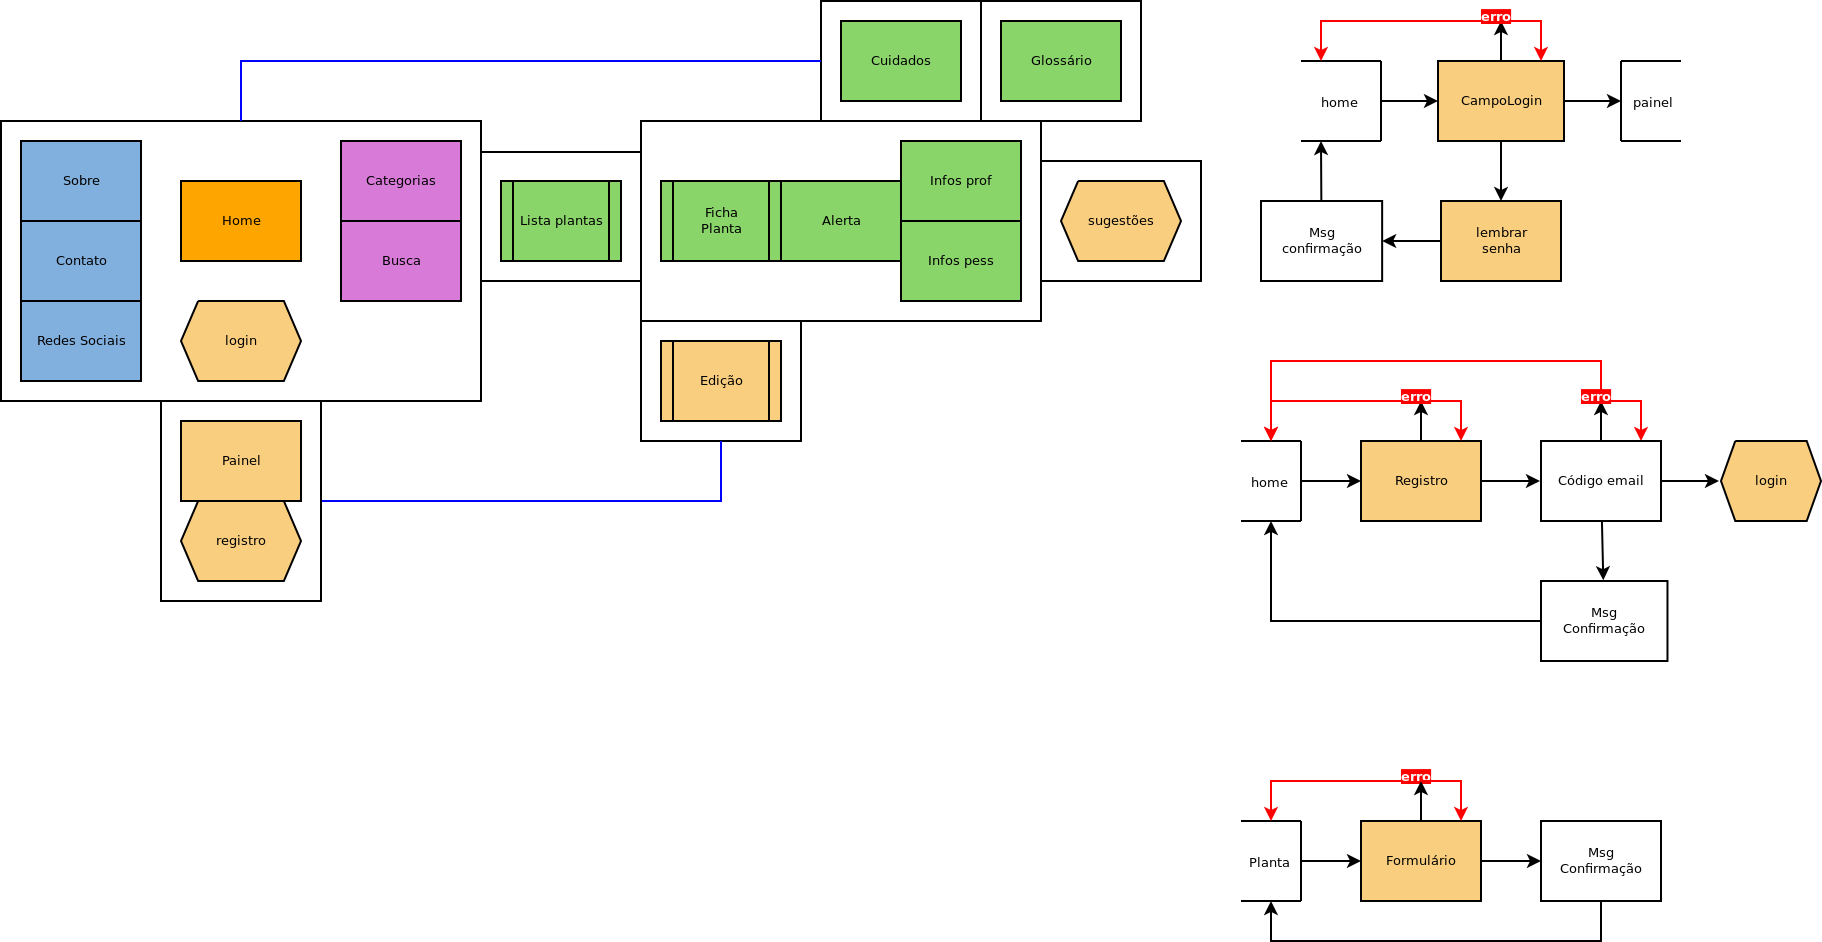 Cuidados
Glossário
Sobre
Contato
Redes Sociais
Home
login
Categorias
Busca
Lista plantas
Ficha
Planta
Alerta
Infos prof
Infos pess
sugestões
Edição
Painel
registro
erro
home
CampoLogin
painel
Msg
confirmação
lembrar
senha
erro
erro
home
Registro
Código email
login
Msg
Confirmação
erro
Planta
Formulário
Msg
Confirmação